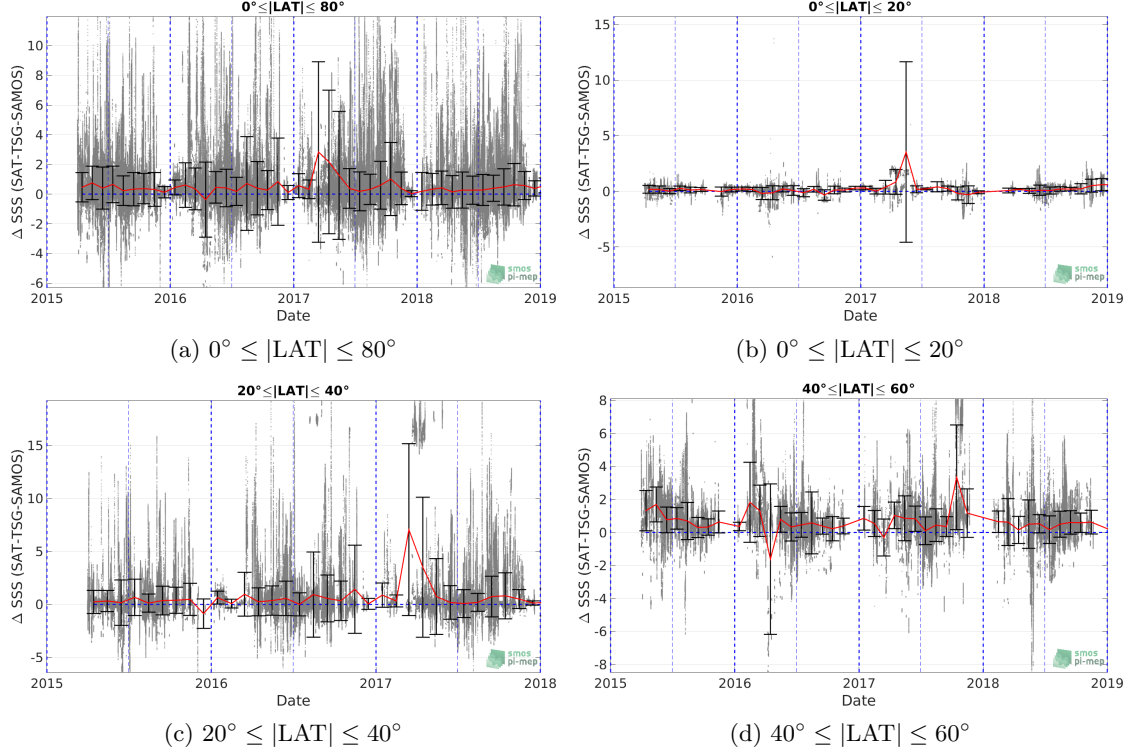 0°≤|LAT|≤ 80°
Δ SSS (SAT-TSG-SAMOS)
12
10
8
6
4
2
0
-2
-4
-6
2015 2016 2017 2018 2019
Date
smos
pi-mep
(a) 0° ≤ |LAT| ≤ 80°
0°≤|LAT|≤ 20°
Δ SSS (SAT-TSG-SAMOS)
15
10
5
0
-5
2015 2016 2017 2018 2019
Date
smos
pi-mep
(b) 0° ≤ |LAT| ≤ 20°
20°≤|LAT|≤ 40°
Δ SSS (SAT-TSG-SAMOS)
15
10
5
0
-5
2015 2016 2017 2018
Date
smos
pi-mep
(c) 20° ≤ |LAT| ≤ 40°
40°≤|LAT|≤ 60°
Δ SSS (SAT-TSG-SAMOS)
8
6
4
2
0
-2
-4
-6
-8
2015 2016 2017 2018 2019
Date
smos
pi-mep
(d) 40° ≤ |LAT| ≤ 60°